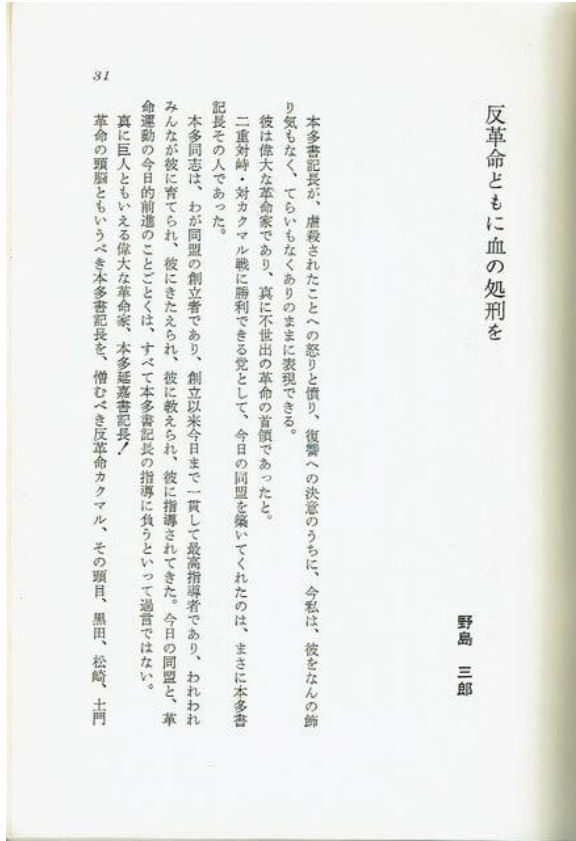 反革命どもに血の処刑を
野島 三郎
本多書記長が、虐殺されたことへの怒りと憤り、復讐への決意のうちに、今私は、彼をなんの飾
り気もなく、てらいもなくありのままに表現できる。
彼は偉大な革命家であり、真に不世出の革命の首領であったと。
二重対峙・対カクマル戦に勝利できる党として、今日の同盟を築いてくれたのは、まさに本多書
記長その人であった。
本多同志は、わが同盟の創立者であり、創立以来今日まで一貫して最高指導者であり、われわれ
みんなが彼に育てられ、彼にきたえられ、彼に教えられ、彼に指導されてきた。今日の同盟と、革
命運動の今日的前進のことごとくは、すべて本多書記長の指導に負うといって過言ではない。
真に巨人ともいえる偉大な革命家、本多延嘉書記長!
革命の頭脳ともいうべき本多書記長を、憎むべき反革命カクマル、その頭目、黒田、松崎、土門
31